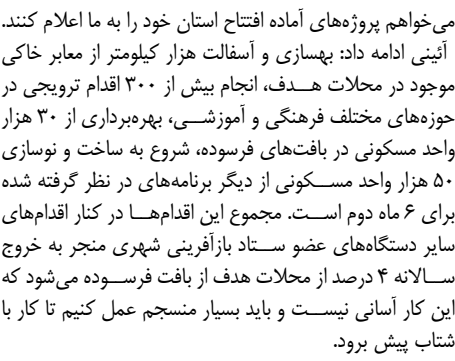 می‌خواهم پروژه‌های آماده افتتاح استان خود را به ما اعلام کنند.
آئینی ادامه داد: بهسازی و آسفالت هزار کیلومتر از معابر خاکی
موجود در محلات هــدف، انجام بیش از ۳۰۰ اقدام ترویجی در
حوزه‌های مختلف فرهنگی و آموزشــی، بهره‌برداری از ۳۰ هزار
واحد مسکونی در بافت‌های فرسوده، شروع به ساخت و نوسازی
۵۰ هزار واحد مســکونی از دیگر برنامه‌های در نظر گرفته شده
برای ۶ ماه دوم اســت. مجموع این اقدام‌هــا در کنار اقدام‌های
سایر دستگاه‌های عضو ســتاد بازآفرینی شهری منجر به خروج
ســالانه ۴ درصد از محلات هدف از بافت فرســوده می‌شود که
این کار آسانی نیســت و باید بسیار منسجم عمل کنیم تا کار با
شتاب پیش برود.